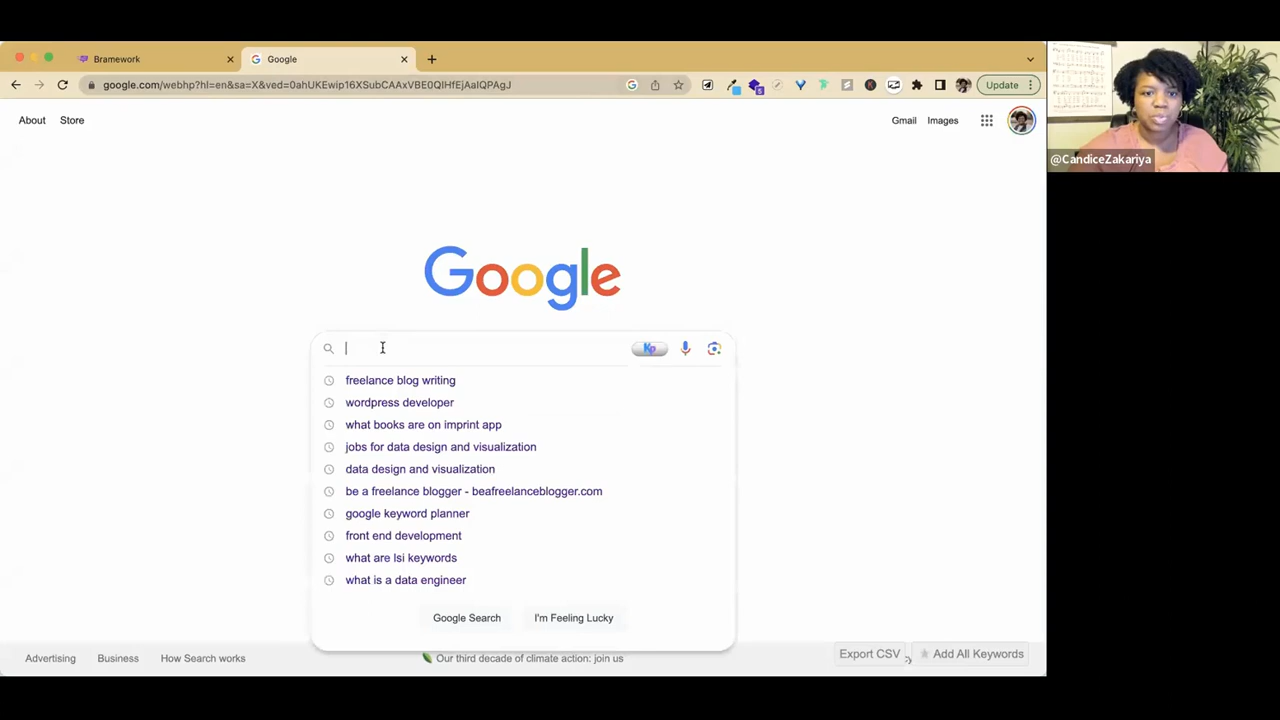 Bramework
Google
google.com/webhp?hl=en&sa=X&ved=0ahUKEwip16XSubCAAxVBE0QIHfEjAaIQPAgJ
Update
About
Store
Gmail
Images
@CandiceZakariya
Google
Kp
freelance blog writing
wordpress developer
what books are on imprint app
jobs for data design and visualization
data design and visualization
be a freelance blogger - beafreelanceblogger.com
google keyword planner
front end development
what are lsi keywords
what is a data engineer
Google Search
I'm Feeling Lucky
Advertising
Business
How Search works
Our third decade of climate action: join us
Export CSV
Add All Keywords